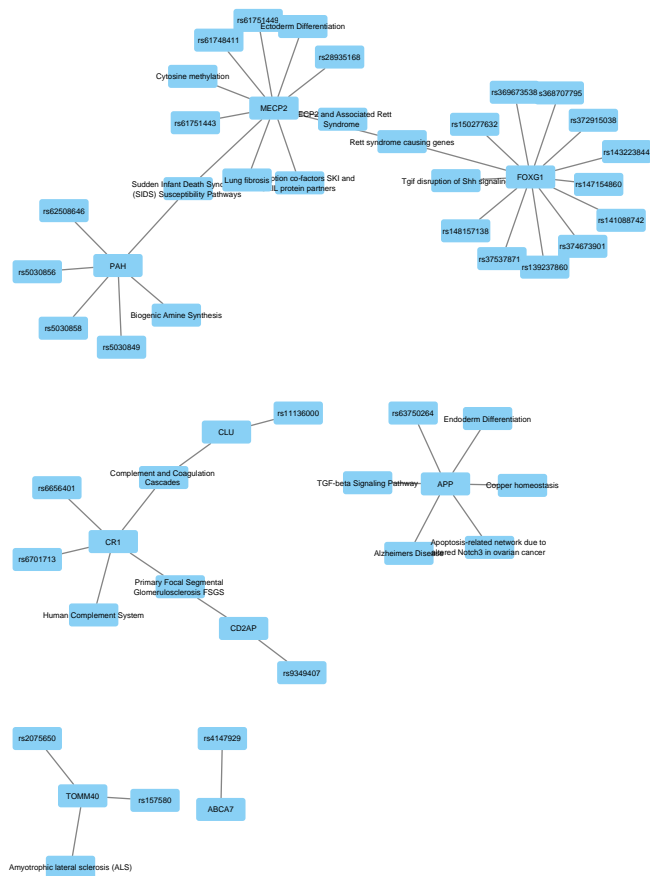 rs61751449
Ectoderm Differentiation
rs61748411
rs28935168
Cytosine methylation
MECP2
rs61751443
ECP2 and Associated Rett
Syndrome
Rett syndrome causing genes
rs369673538
rs368707795
rs150277632
rs372915038
rs143223844
FOXG1
Tgif disruption of Shh signalin
rs147154860
rs141088742
rs148157138
rs374673901
rs37537871
rs139237860
Sudden Infant Death Sync
(SIDS) Susceptibility Pathways
Lung fibrosis
tion co-factors SKI and
IL protein partners
rs62508646
PAH
rs5030856
Biogenic Amine Synthesis
rs5030858
rs5030849
rs11136000
CLU
Complement and Coagulation
Cascades
rs6656401
CR1
rs6701713
Primary Focal Segmental
Glomerulosclerosis FSGS
Human Complement System
CD2AP
rs9349407
rs63750264
Endoderm Differentiation
TGF-beta Signaling Pathway
APP
Copper homeostasis
Alzheimers Disease
Apoptosis-related network due to
altered Notch3 in ovarian cancer
rs2075650
rs4147929
TOMM40
rs157580
ABCA7
Amyotrophic lateral sclerosis (ALS)